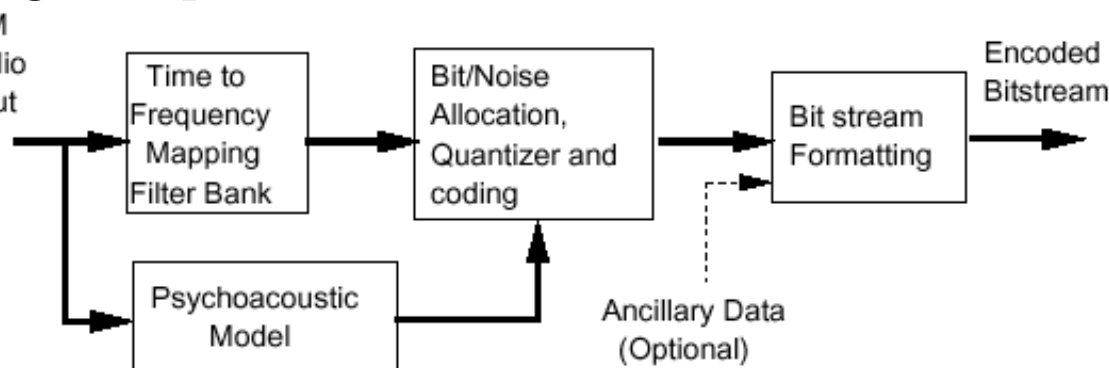 Time to
Frequency
Mapping
Filter Bank
Bit/Noise
Allocation,
Quantizer and
coding
Bit stream
Formatting
Encoded
Bitstream
Psychoacoustic
Model
Ancillary Data
(Optional)